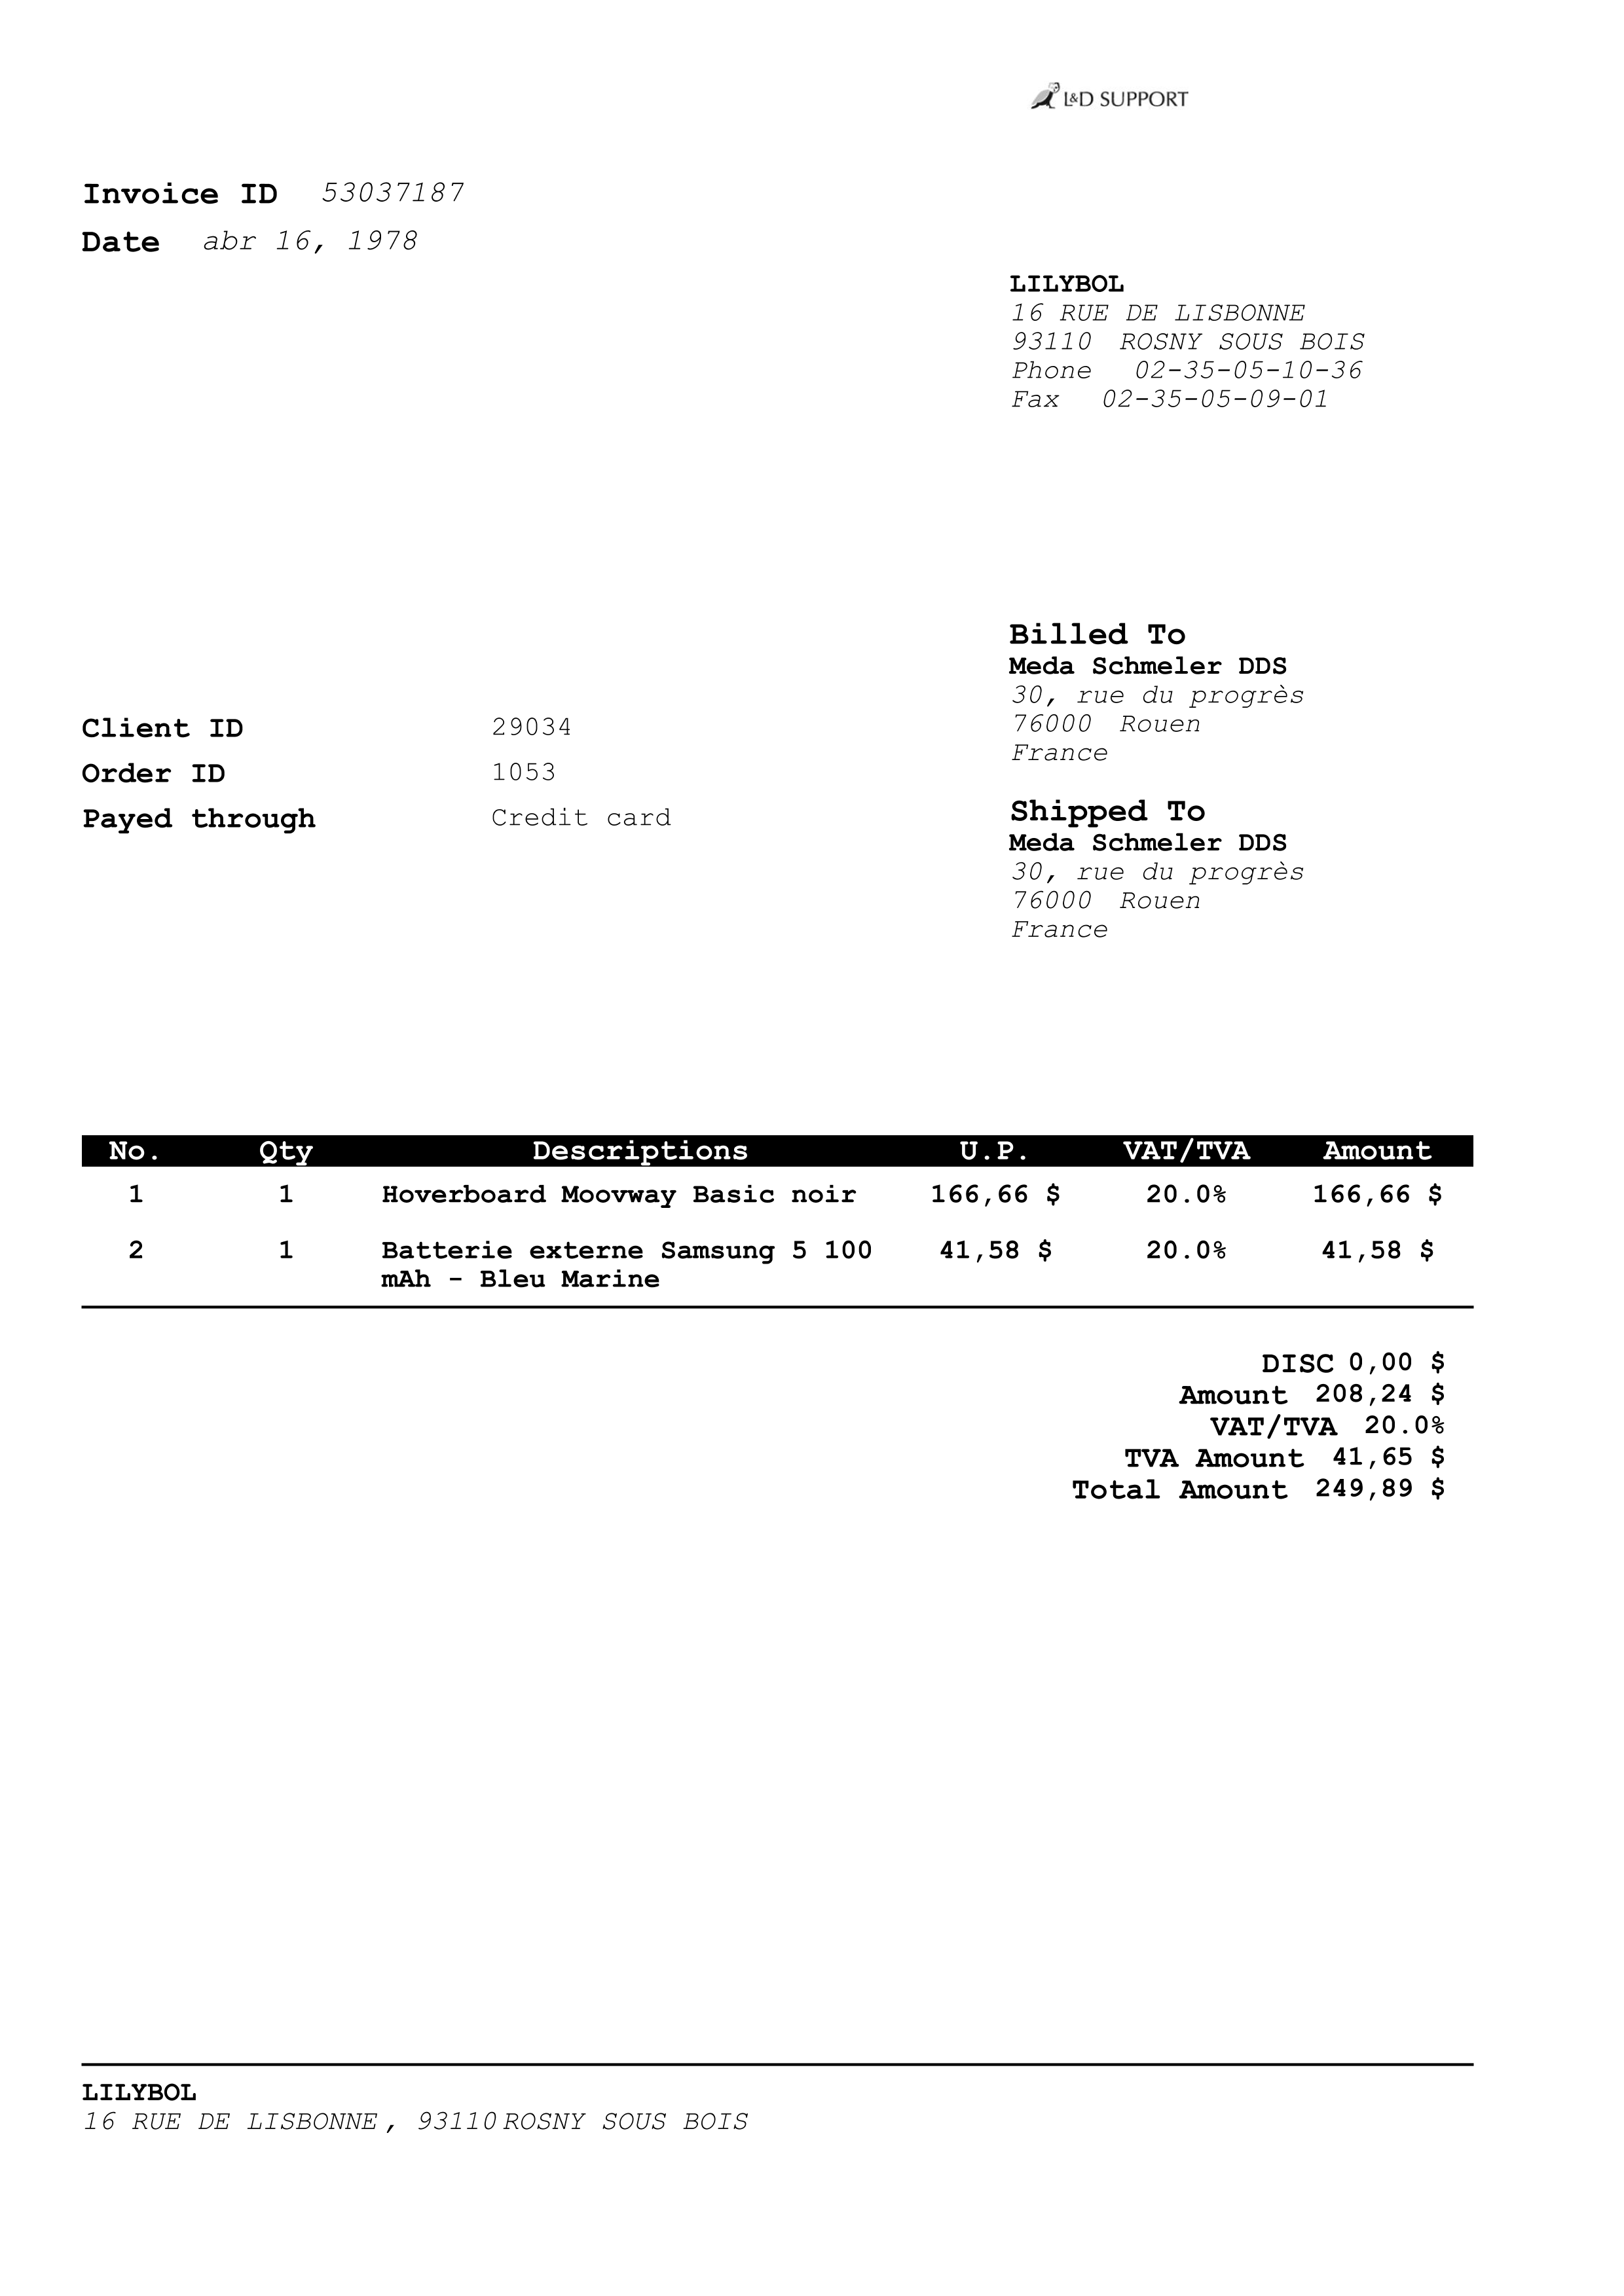 L&D SUPPORT
Invoice ID 53037187
Date abr 16, 1978
LILYBOL
16 RUE DE LISBONNE
93110 ROSNY SOUS BOIS
Phone 02-35-05-10-36
Fax 02-35-05-09-01
Billed To
Meda Schmeler DDS
30, rue du progrès
76000 Rouen
France
Client ID 29034
Order ID 1053
Payed through Credit card
Shipped To
Meda Schmeler DDS
30, rue du progrès
76000 Rouen
France
No. Qty Descriptions U.P. VAT/TVA Amount
1 1 Hoverboard Moovway Basic noir 166,66 $ 20.0% 166,66 $
2 1 Batterie externe Samsung 5 100 41,58 $ 20.0% 41,58 $
mAh - Bleu Marine
DISC 0,00 $
Amount 208,24 $
VAT/TVA 20.0%
TVA Amount 41,65 $
Total Amount 249,89 $
LILYBOL
16 RUE DE LISBONNE, 93110 ROSNY SOUS BOIS